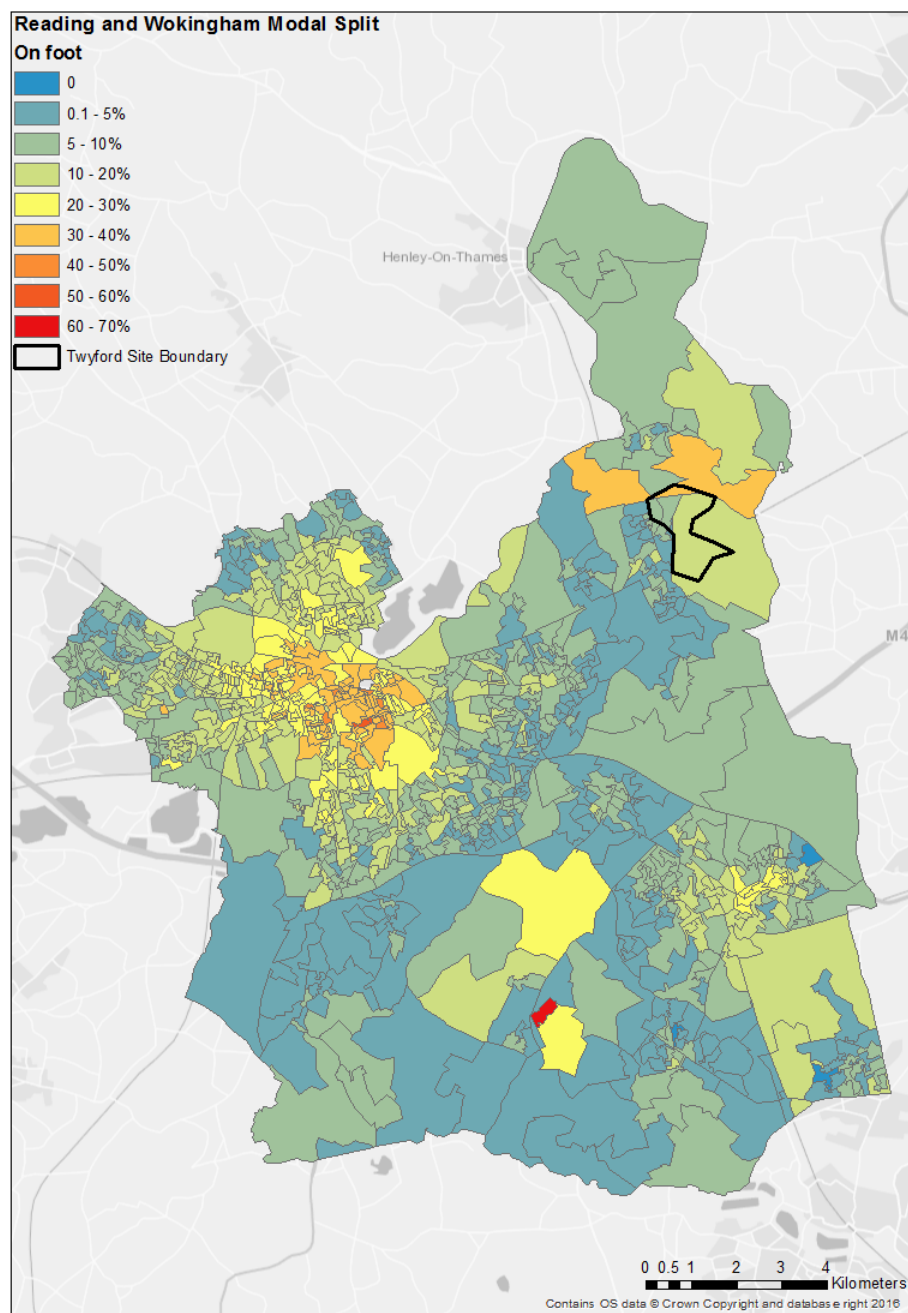 Reading and Wokingham Modal Split
On foot
0
0.1 - 5%
5 - 10%
10 - 20%
20 - 30%
30 - 40%
40 - 50%
50 - 60%
60 - 70%
Twyford Site Boundary
Henley-On-Thames
M4
0 0.5 1 2 3 4
Kilometers
Contains OS data © Crown Copyright and database right 2016